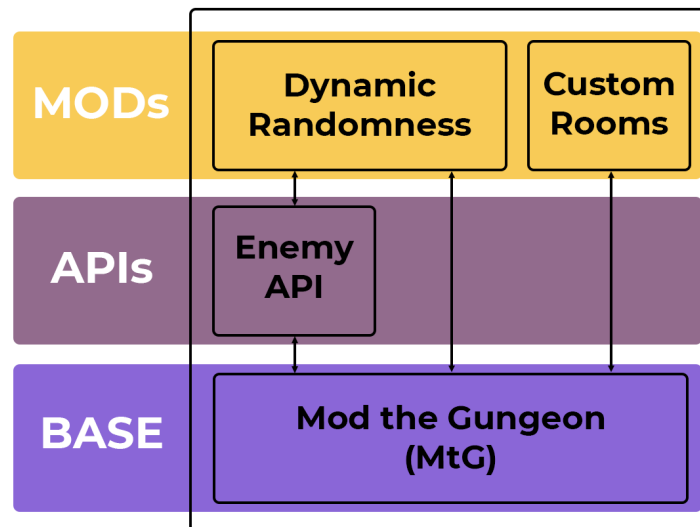 MODs
Dynamic
Randomness
Custom
Rooms
APIs
Enemy
API
BASE
Mod the Gungeon
(MtG)